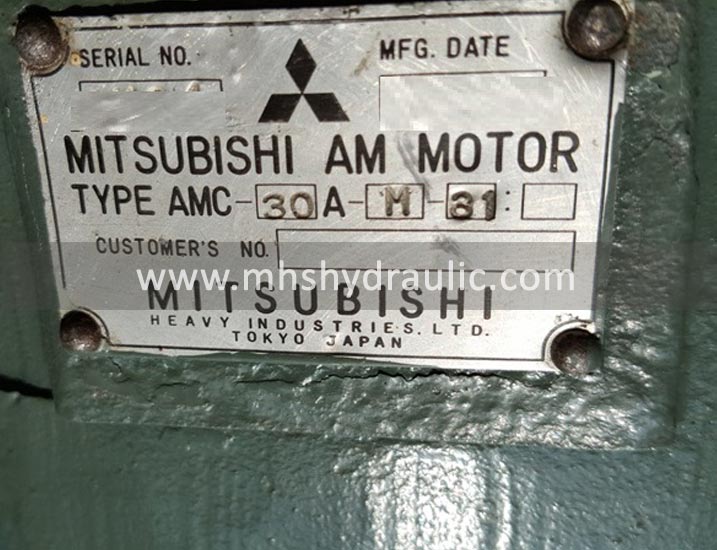 SERIAL NO. MFG. DATE
MITSUBISHI AM MOTOR
TYPE AMC-30A-M-31:
CUSTOMER'S NO.
www.mhshydraulic.com
MITSUBISHI
HEAVY INDUSTRIES. LTD.
TOKYO JAPAN